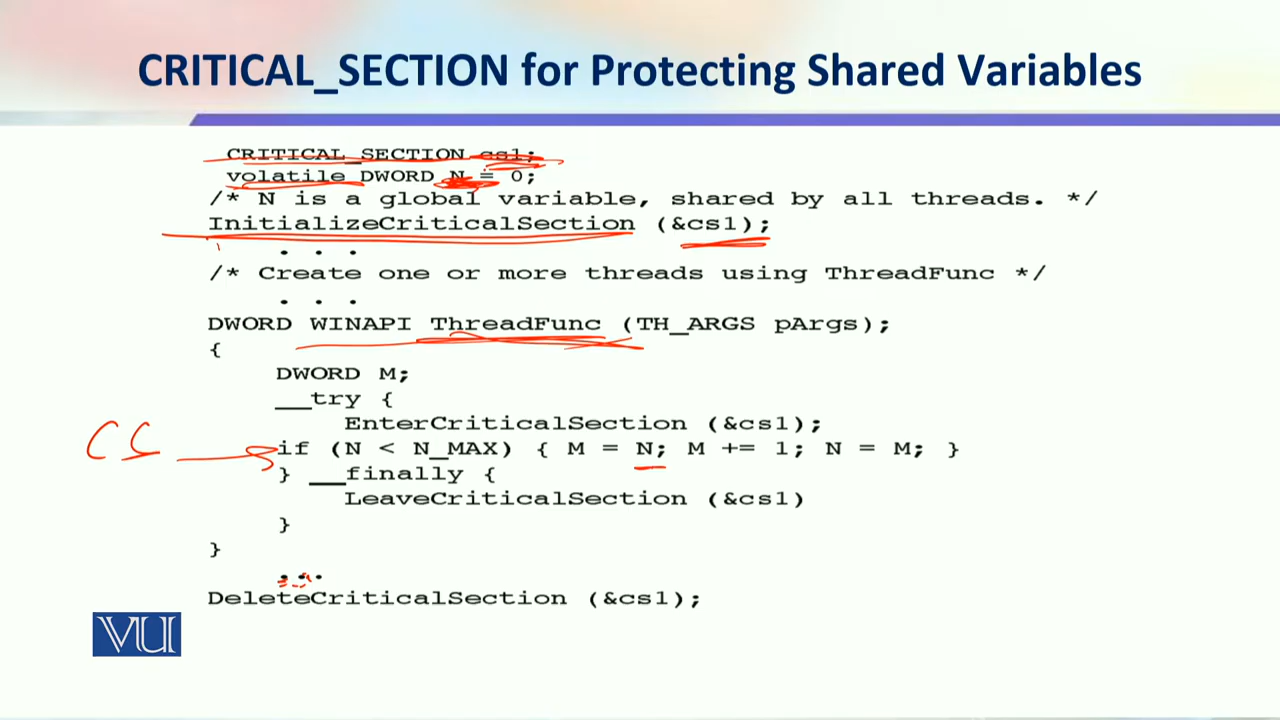 CRITICAL_SECTION for Protecting Shared Variables
CRITICAL_SECTION cs1;
volatile DWORD N = 0;
/* N is a global variable, shared by all threads. */
InitializeCriticalSection (&cs1);
. . .
/* Create one or more threads using ThreadFunc */
. . .
DWORD WINAPI ThreadFunc (TH_ARGS pArgs);
{
DWORD M;
__try {
EnterCriticalSection (&cs1);
CS if (N < N_MAX) { M = N; M += 1; N = M; }
} __finally {
LeaveCriticalSection (&cs1)
}
}
...
DeleteCriticalSection (&cs1);
VU